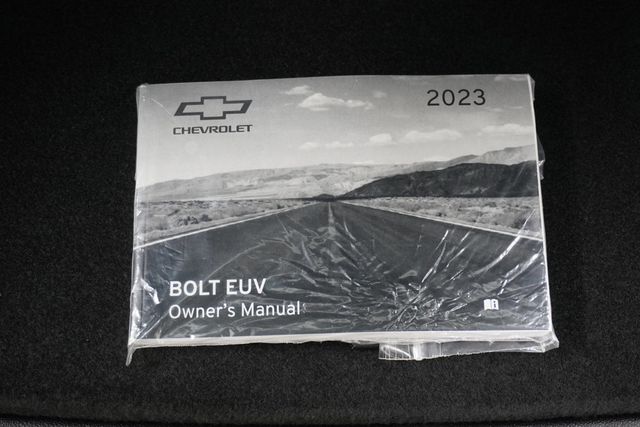 CHEVROLET
2023
BOLT EUV
Owner's Manual